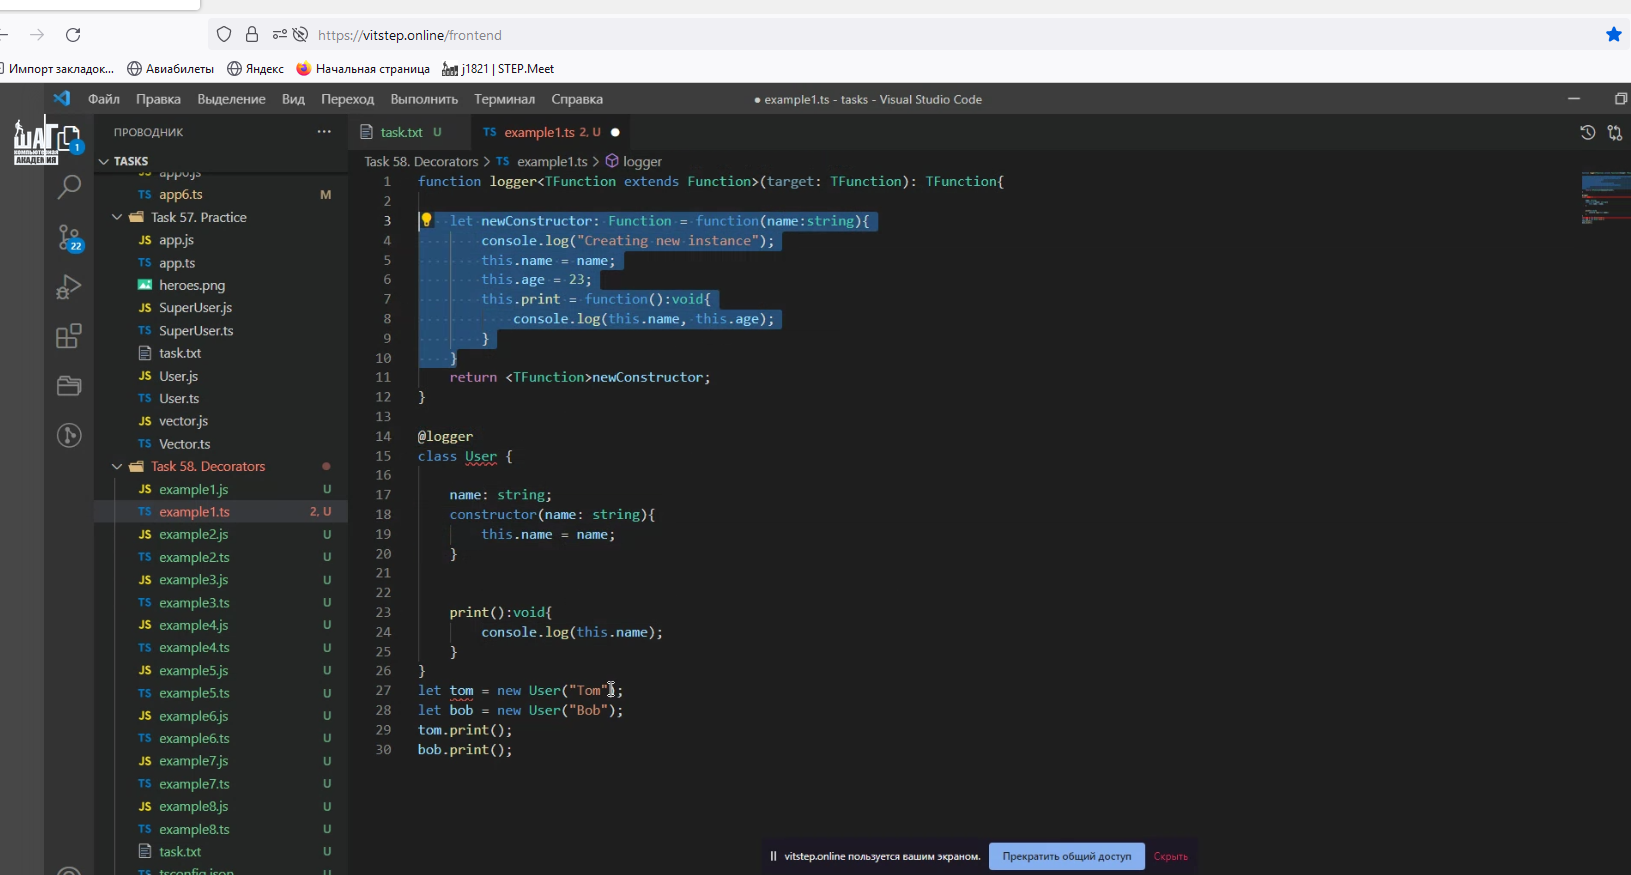 https://vitstep.online/frontend
Импорт закладок...
Авиабилеты
Яндекс
Начальная страница
j1821 | STEP.Meet
Файл Правка Выделение Вид Переход Выполнить Терминал Справка
● example1.ts - tasks - Visual Studio Code
ШАГ
КОМПЬЮТЕРНАЯ
АКАДЕМИЯ
1
22
ПРОВОДНИК ...
TASKS
JS app6.js
TS app6.ts M
Task 57. Practice
JS app.js
TS app.ts
heroes.png
JS SuperUser.js
TS SuperUser.ts
task.txt
JS User.js
TS User.ts
JS vector.js
TS Vector.ts
Task 58. Decorators
JS example1.js U
TS example1.ts 2, U
JS example2.js U
TS example2.ts U
JS example3.js U
TS example3.ts U
JS example4.js U
TS example4.ts U
JS example5.js U
TS example5.ts U
JS example6.js U
TS example6.ts U
JS example7.js U
TS example7.ts U
JS example8.js U
TS example8.ts U
task.txt U
TS tsconfig.json U
task.txt U
TS example1.ts 2, U
Task 58. Decorators > TS example1.ts > logger
1 function logger<TFunction extends Function>(target: TFunction): TFunction{
2
3 let newConstructor: Function = function(name:string){
4 console.log("Creating new instance");
5 this.name = name;
6 this.age = 23;
7 this.print = function():void{
8 console.log(this.name, this.age);
9 }
10 }
11 return <TFunction>newConstructor;
12 }
13
14 @logger
15 class User {
16
17 name: string;
18 constructor(name: string){
19 this.name = name;
20 }
21
22
23 print():void{
24 console.log(this.name);
25 }
26 }
27 let tom = new User("Tom");
28 let bob = new User("Bob");
29 tom.print();
30 bob.print();
vitstep.online пользуется вашим экраном.
Прекратить общий доступ
Скрыть